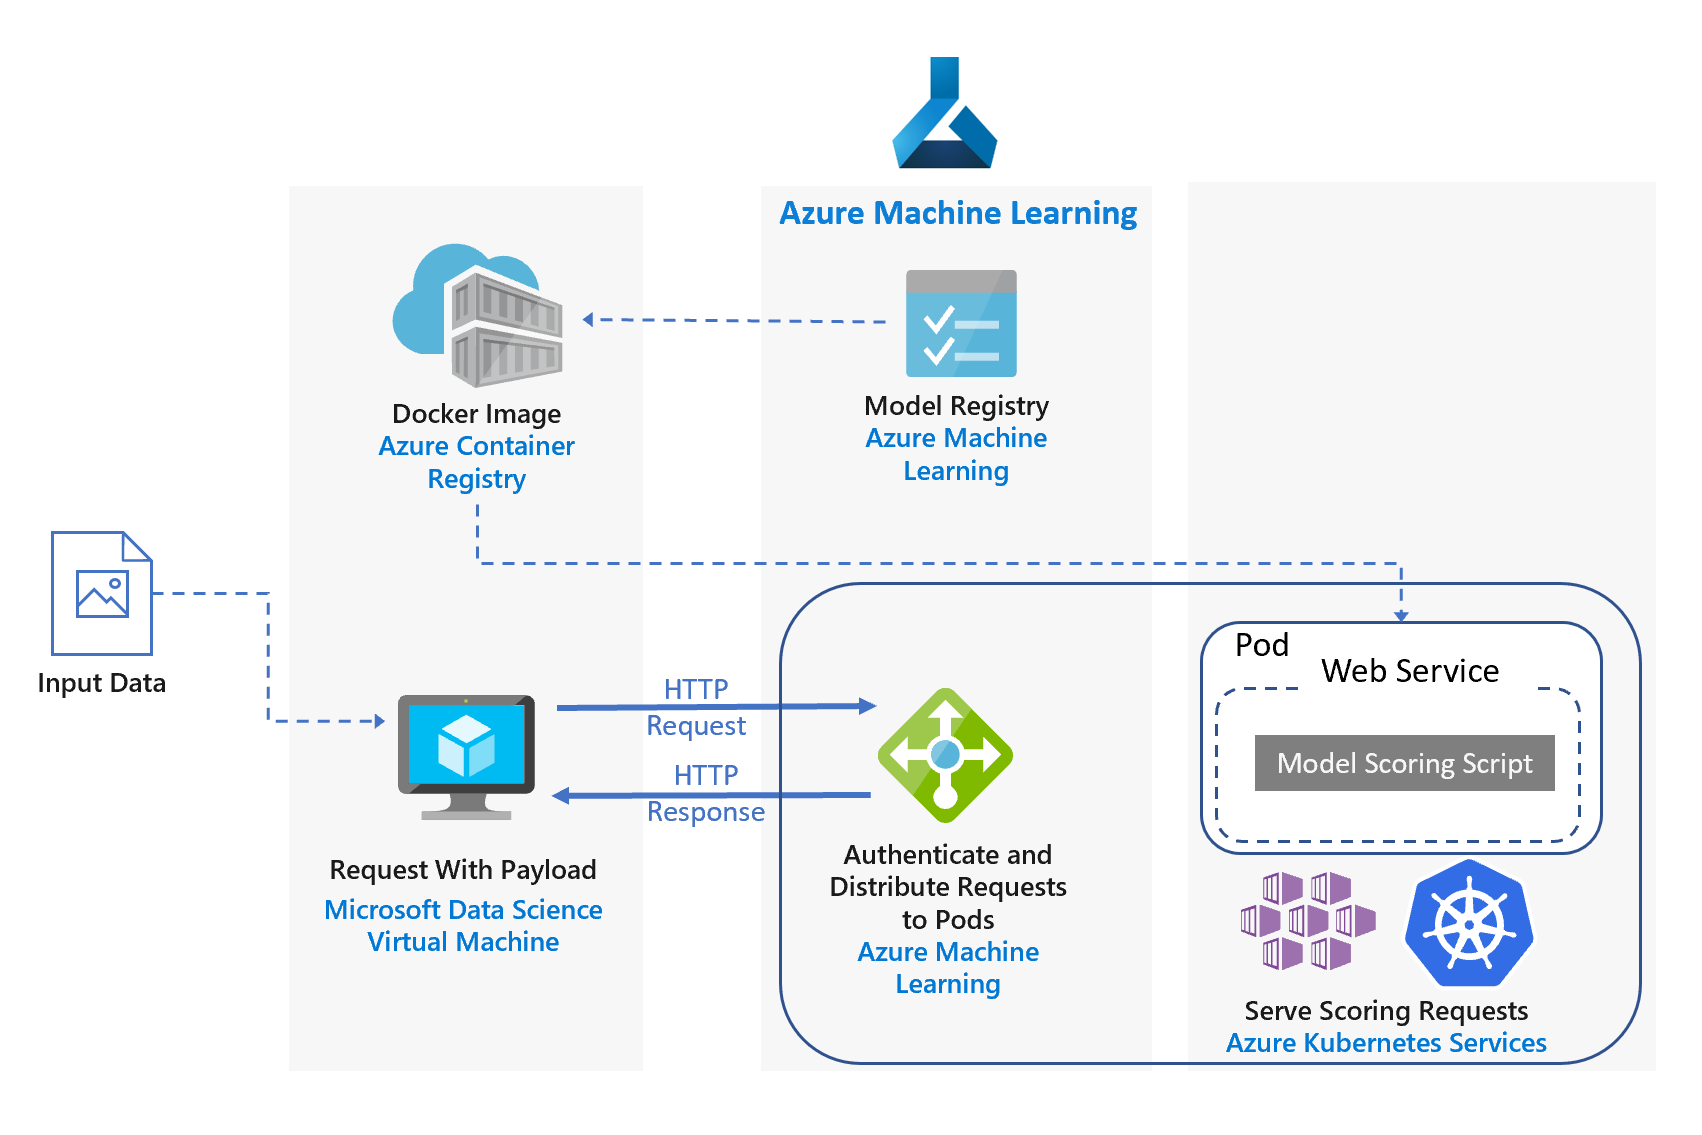 Azure Machine Learning
Docker Image
Azure Container
Registry
Model Registry
Azure Machine
Learning
Input Data
HTTP
Request
HTTP
Response
Request With Payload
Microsoft Data Science
Virtual Machine
Authenticate and
Distribute Requests
to Pods
Azure Machine
Learning
Pod
Web Service
Model Scoring Script
Serve Scoring Requests
Azure Kubernetes Services